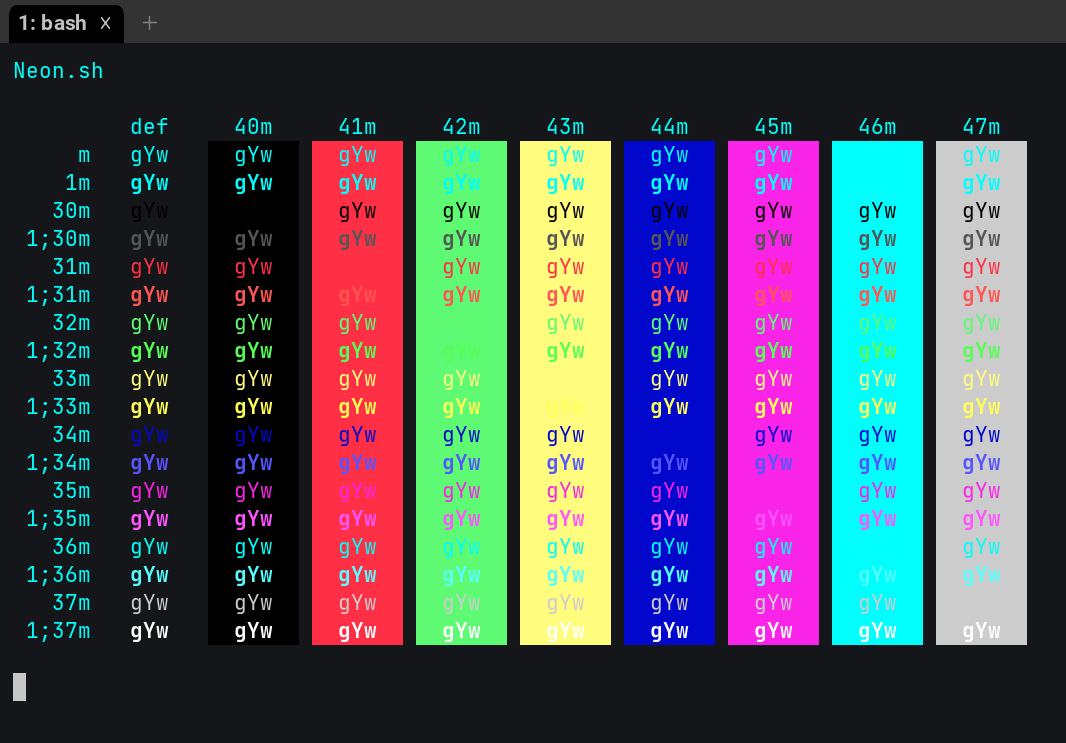 1: bash x +
Neon.sh
def 40m 41m 42m 43m 44m 45m 46m 47m
m gYw gYw gYw gYw gYw gYw gYw gYw
1m gYw gYw gYw gYw gYw gYw gYw gYw
30m gYw gYw gYw gYw gYw gYw gYw gYw
1;30m gYw gYw gYw gYw gYw gYw gYw gYw gYw
31m gYw gYw gYw gYw gYw gYw gYw gYw
1;31m gYw gYw gYw gYw gYw gYw gYw gYw gYw
32m gYw gYw gYw gYw gYw gYw gYw gYw
1;32m gYw gYw gYw gYw gYw gYw gYw gYw gYw
33m gYw gYw gYw gYw gYw gYw gYw gYw
1;33m gYw gYw gYw gYw gYw gYw gYw gYw gYw
34m gYw gYw gYw gYw gYw gYw gYw gYw
1;34m gYw gYw gYw gYw gYw gYw gYw gYw gYw
35m gYw gYw gYw gYw gYw gYw gYw gYw
1;35m gYw gYw gYw gYw gYw gYw gYw gYw gYw
36m gYw gYw gYw gYw gYw gYw gYw gYw
1;36m gYw gYw gYw gYw gYw gYw gYw gYw gYw
37m gYw gYw gYw gYw gYw gYw gYw gYw
1;37m gYw gYw gYw gYw gYw gYw gYw gYw gYw